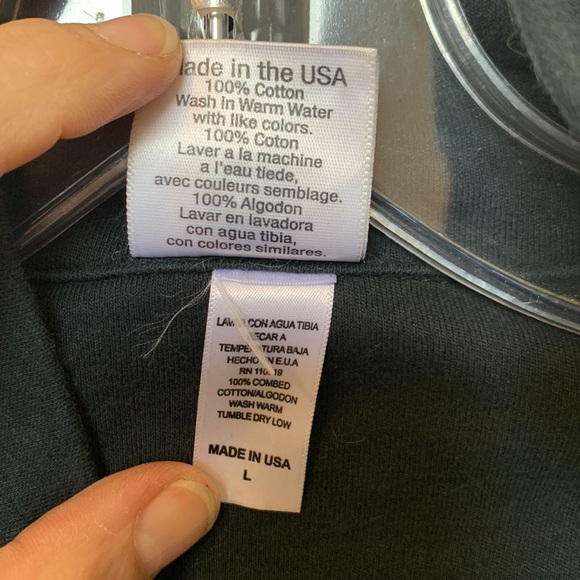 ade in the USA
100% Cotton
Wash In Warm Water
with like colors.
100% Coton
Laver a la machine
a l'eau tiede,
avec couleurs semblage.
100% Algodon
Lavar en lavadora
con agua tibia,
con colores similares.
CON AGUA TIBIA
ECAR A
BAJA
HECHO EN E.U.A
RN
100% COMBED
COTTON/ALGODON
WASH WARM
TUMBLE DRY LOW
MADE IN USA
L